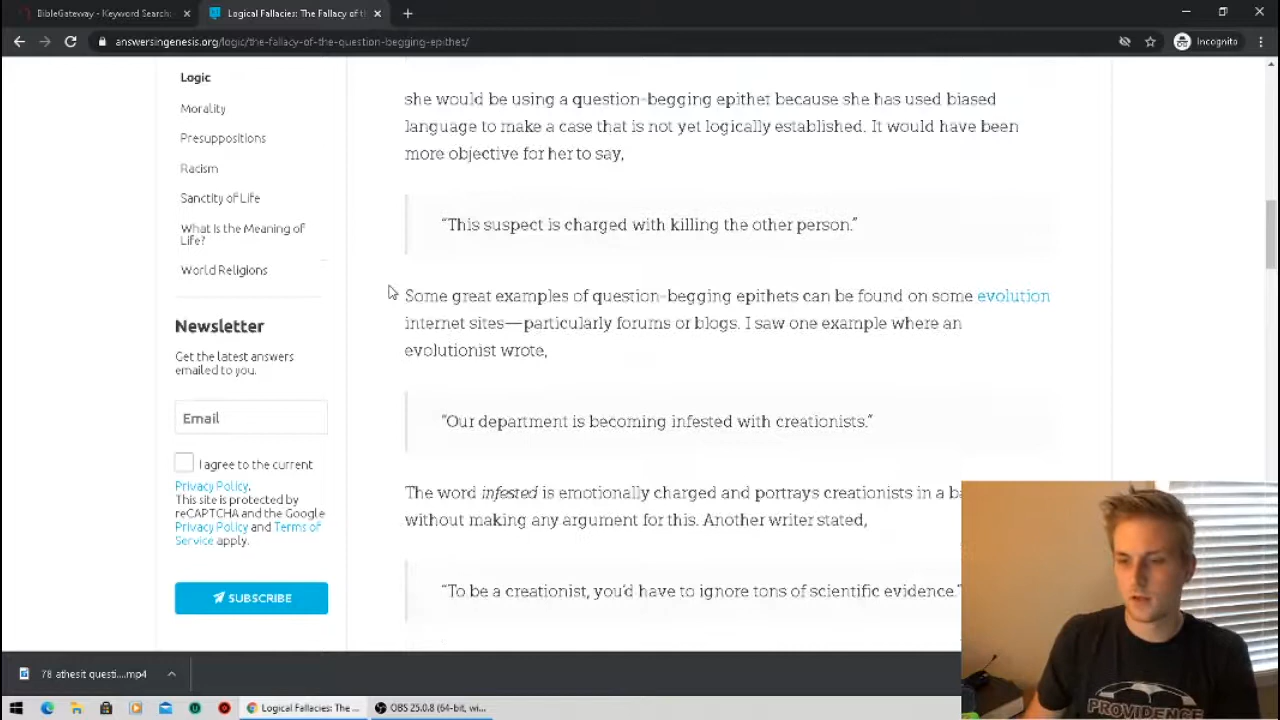 BibleGateway - Keyword Search:
Logical Fallacies: The Fallacy of t
answersingenesis.org/logic/the-fallacy-of-the-question-begging-epithet/
Incognito
Logic
Morality
Presuppositions
Racism
Sanctity of Life
What Is the Meaning of
Life?
World Religions
Newsletter
Get the latest answers
emailed to you.
Email
I agree to the current
Privacy Policy.
This site is protected by
reCAPTCHA and the Google
Privacy Policy and Terms of
Service apply.
SUBSCRIBE
she would be using a question-begging epithet because she has used biased
language to make a case that is not yet logically established. It would have been
more objective for her to say,
“This suspect is charged with killing the other person.”
Some great examples of question-begging epithets can be found on some evolution
internet sites—particularly forums or blogs. I saw one example where an
evolutionist wrote,
“Our department is becoming infested with creationists.”
The word infested is emotionally charged and portrays creationists in a ba
without making any argument for this. Another writer stated,
“To be a creationist, you’d have to ignore tons of scientific evidence.”
PROVIDENCE
78 athesit questi....mp4
Logical Fallacies: The...
OBS 25.0.8 (64-bit, wi...